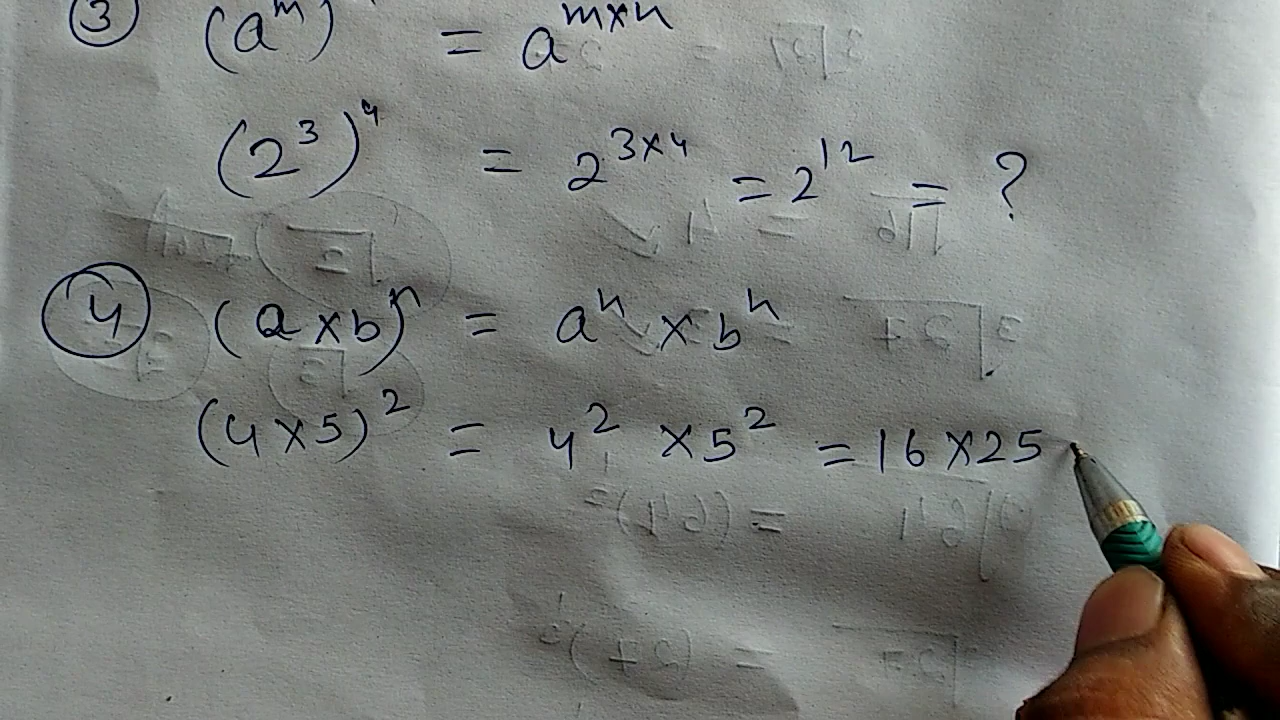 ③ (aᵐ) = aᵐˣⁿ
(2³)⁴ = 2³ˣ⁴ = 2¹² = ?
④ (a×b)ⁿ = aⁿ × bⁿ
(4×5)² = 4² ×5² = 16×25